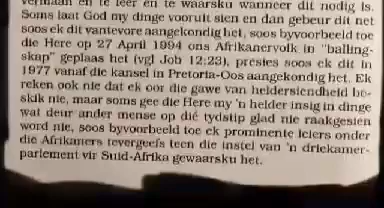 vermaan en te leer en te waarsku wanneer dit nodig is.
Soms laat God my dinge vooruit sien en dan gebeur dit net
soos ek dit vantevore aangekondig het, soos byvoorbeeld toe
die Here op 27 April 1994 ons Afrikanervolk in "balling-
skap" geplaas het (vgl Job 12:23), presies soos ek dit in
1977 vanaf die kansel in Pretoria-Oos aangekondig het. Ek
reken ook nie dat ek oor die gawe van heldersiendheid be-
skik nie, maar soms gee die Here my 'n helder insig in dinge
wat deur ander mense op dié tydstip glad nie raakgesien
word nie, soos byvoorbeeld toe ek prominente leiers onder
die Afrikaners tevergeefs teen die instel van 'n driekamer-
parlement vir Suid-Afrika gewaarsku het.